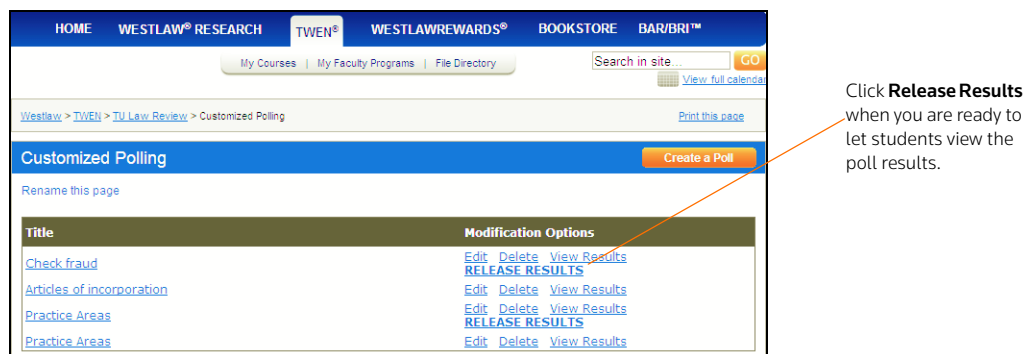 HOME WESTLAW® RESEARCH TWEN® WESTLAWREWARDS® BOOKSTORE BAR/BRI™
My Courses | My Faculty Programs | File Directory
Search in site... GO
View full calendar
Westlaw > TWEN > TU Law Review > Customized Polling Print this page
Customized Polling Create a Poll
Rename this page
Title Modification Options
Check fraud Edit Delete View Results
RELEASE RESULTS
Articles of incorporation Edit Delete View Results
Practice Areas Edit Delete View Results
RELEASE RESULTS
Practice Areas Edit Delete View Results
Click Release Results
when you are ready to
let students view the
poll results.